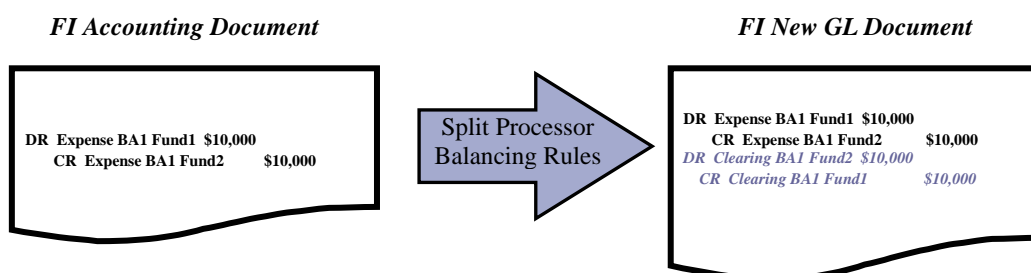 FI Accounting Document
DR Expense BA1 Fund1 $10,000
CR Expense BA1 Fund2 $10,000
Split Processor
Balancing Rules
FI New GL Document
DR Expense BA1 Fund1 $10,000
CR Expense BA1 Fund2 $10,000
DR Clearing BA1 Fund2 $10,000
CR Clearing BA1 Fund1 $10,000